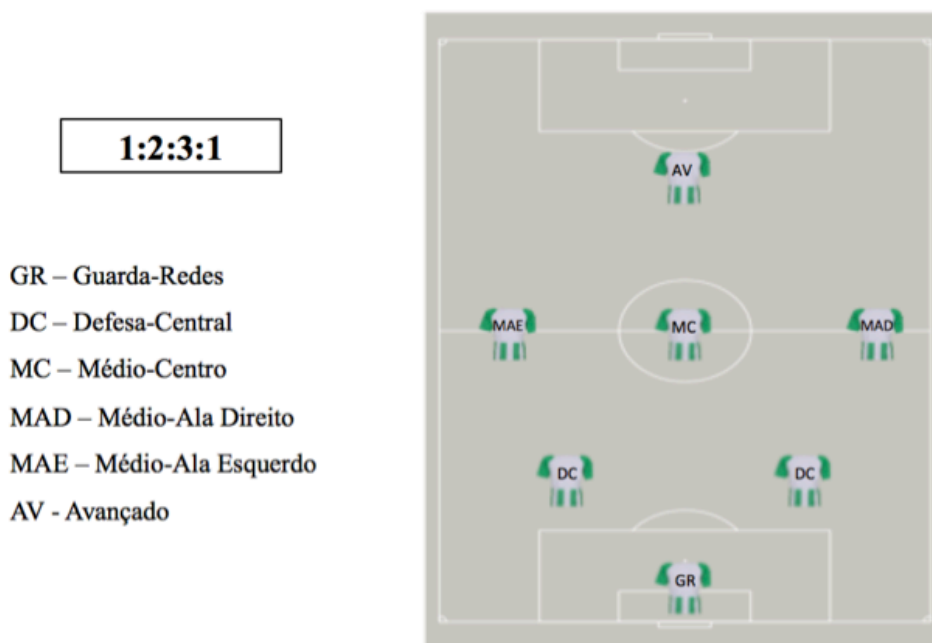 1:2:3:1
GR – Guarda-Redes
DC – Defesa-Central
MC – Médio-Centro
MAD – Médio-Ala Direito
MAE – Médio-Ala Esquerdo
AV - Avançado
AV
MAE MC MAD
DC DC
GR